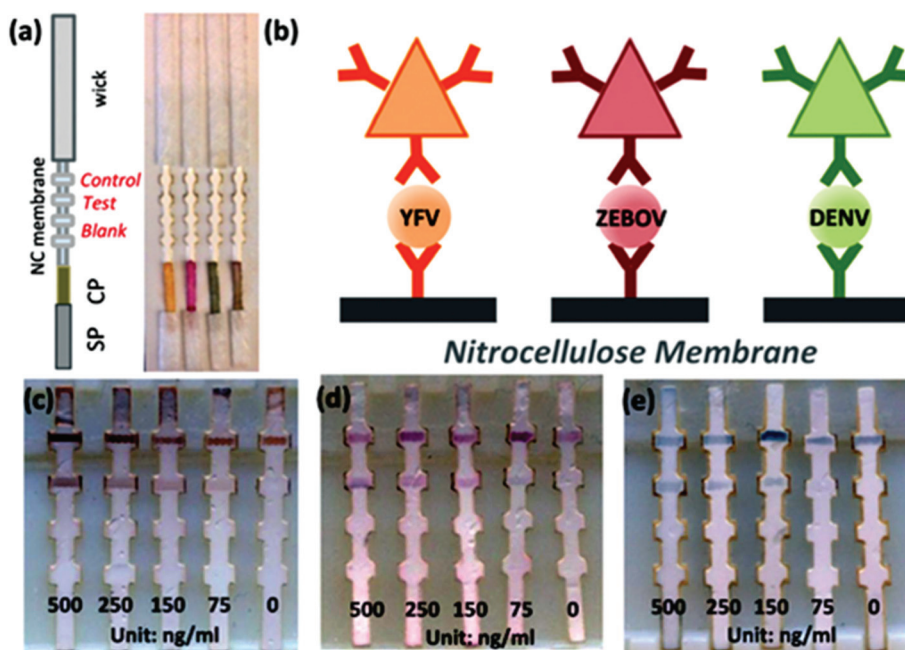 (a)
wick
NC membrane
Control
Test
Blank
CP
SP
(b)
YFV
ZEBOV
DENV
Nitrocellulose Membrane
(c)
500 250 150 75 0
Unit: ng/ml
(d)
500 250 150 75 0
Unit: ng/ml
(e)
500 250 150 75 0
Unit: ng/ml